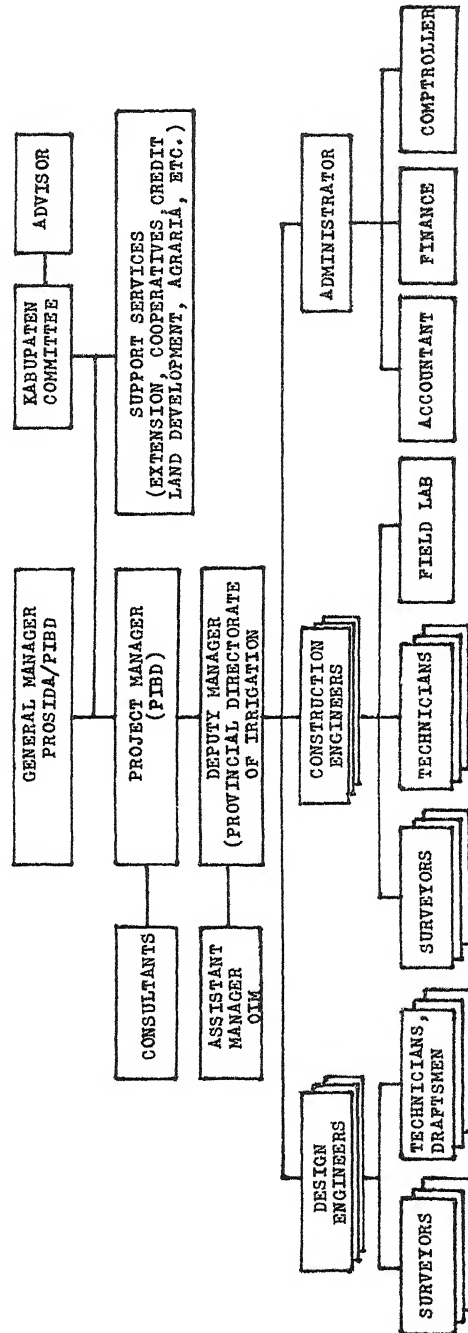 GENERAL MANAGER
PROSIDA/PIBD
KABUPATEN
COMMITTEE
ADVISOR
CONSULTANTS
PROJECT MANAGER
(PIBD)
SUPPORT SERVICES
(EXTENSION, COOPERATIVES, CREDIT
LAND DEVELOPMENT, AGRARIA, ETC.)
ASSISTANT
MANAGER
OIM
DEPUTY MANAGER
(PROVINCIAL DIRECTORATE
OF IRRIGATION
DESIGN
ENGINEERS
CONSTRUCTION
ENGINEERS
ADMINISTRATOR
SURVEYORS
TECHNICIANS,
DRAFTSMEN
SURVEYORS
TECHNICIANS
FIELD LAB
ACCOUNTANT
FINANCE
COMPTROLLER